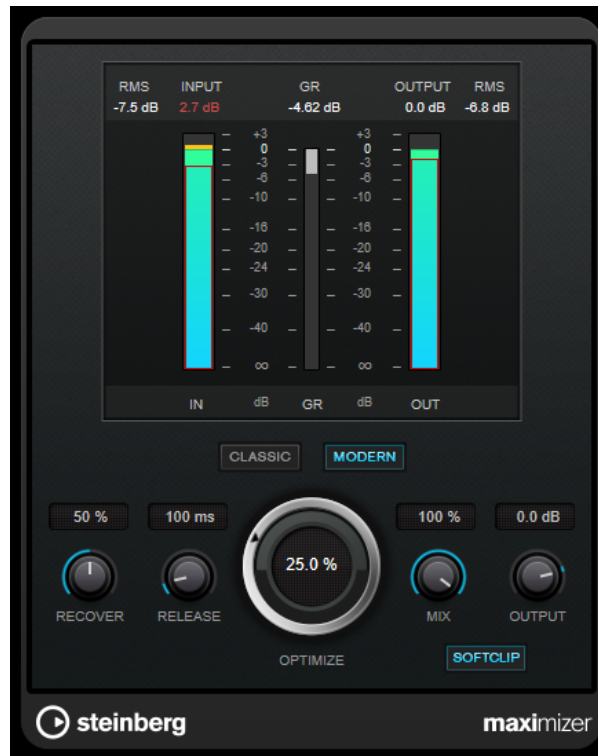 RMS INPUT GR OUTPUT RMS
-7.5 dB 2.7 dB -4.62 dB 0.0 dB -6.8 dB
+3 +3
0 0
-3 -3
-6 -6
-10 -10
-16 -16
-20 -20
-24 -24
-30 -30
-40 -40
∞ ∞
IN dB GR dB OUT
CLASSIC MODERN
50 % 100 ms 100 % 0.0 dB
25.0 %
RECOVER RELEASE MIX OUTPUT
OPTIMIZE SOFTCLIP
steinberg maximizer